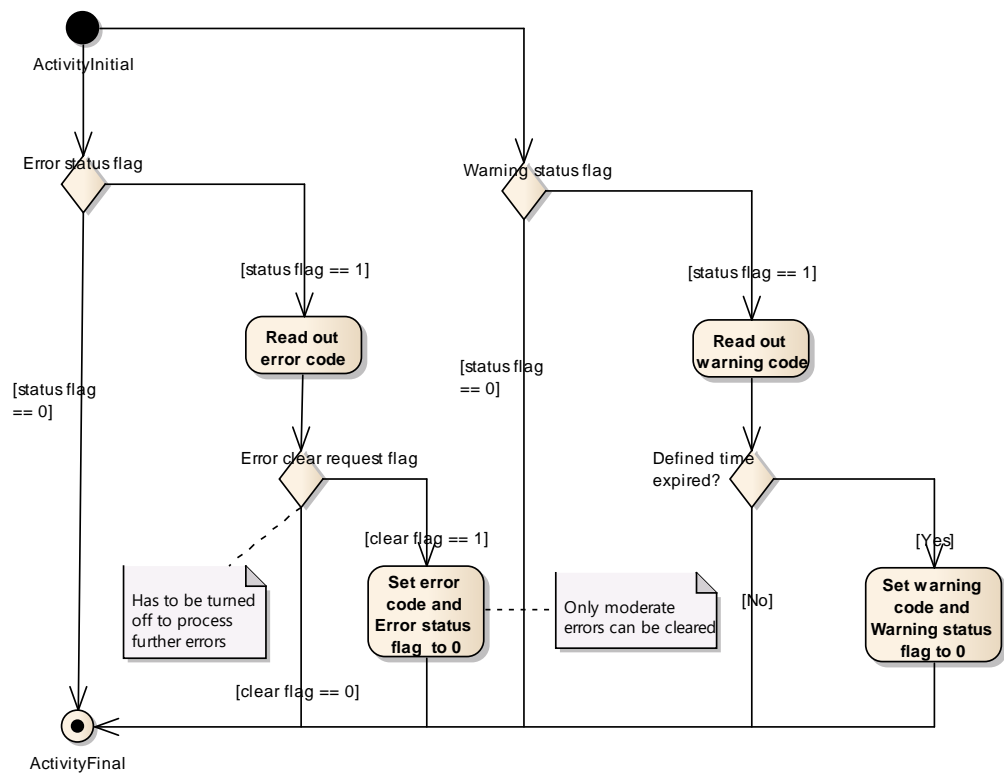 ActivityInitial
Error status flag
Warning status flag
[status flag == 1]
[status flag == 1]
Read out
error code
Read out
warning code
[status flag
== 0]
[status flag
== 0]
Error clear request flag
Defined time
expired?
[clear flag == 1]
[Yes]
Has to be turned
off to process
further errors
Set error
code and
Error status
flag to 0
Only moderate
errors can be cleared
[No]
Set warning
code and
Warning status
flag to 0
[clear flag == 0]
ActivityFinal